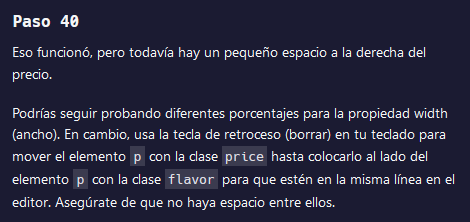 Paso 40
Eso funcionó, pero todavía hay un pequeño espacio a la derecha del
precio.
Podrías seguir probando diferentes porcentajes para la propiedad width
(ancho). En cambio, usa la tecla de retroceso (borrar) en tu teclado para
mover el elemento p con la clase price hasta colocarlo al lado del
elemento p con la clase flavor para que estén en la misma línea en el
editor. Asegúrate de que no haya espacio entre ellos.